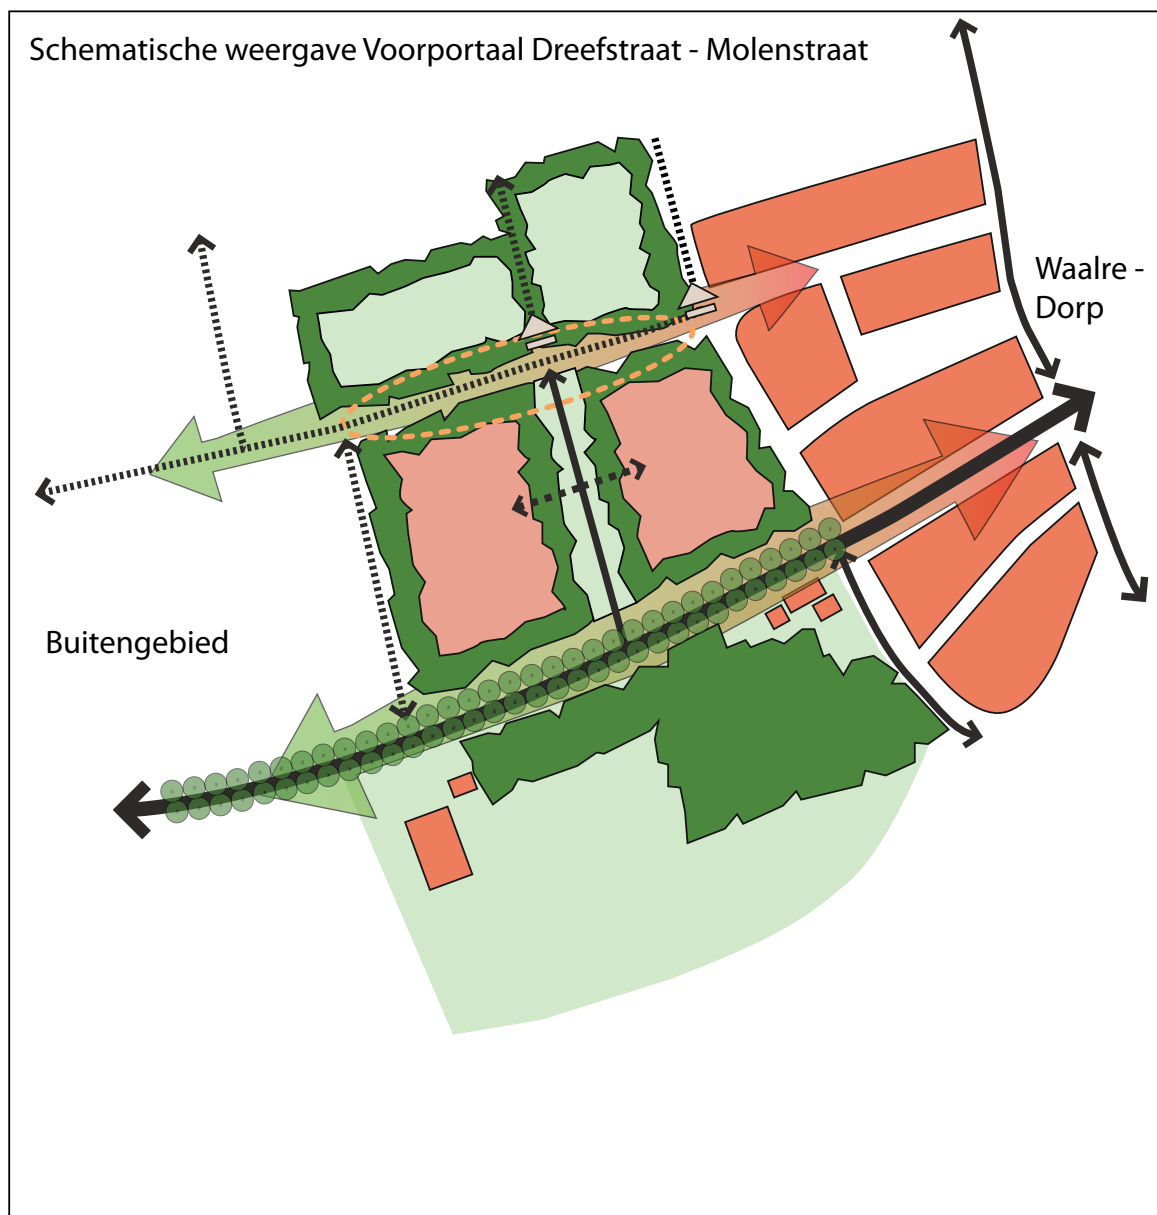 Schematische weergave Voorportaal Dreefstraat - Molenstraat
Waalre -
Dorp
Buitengebied